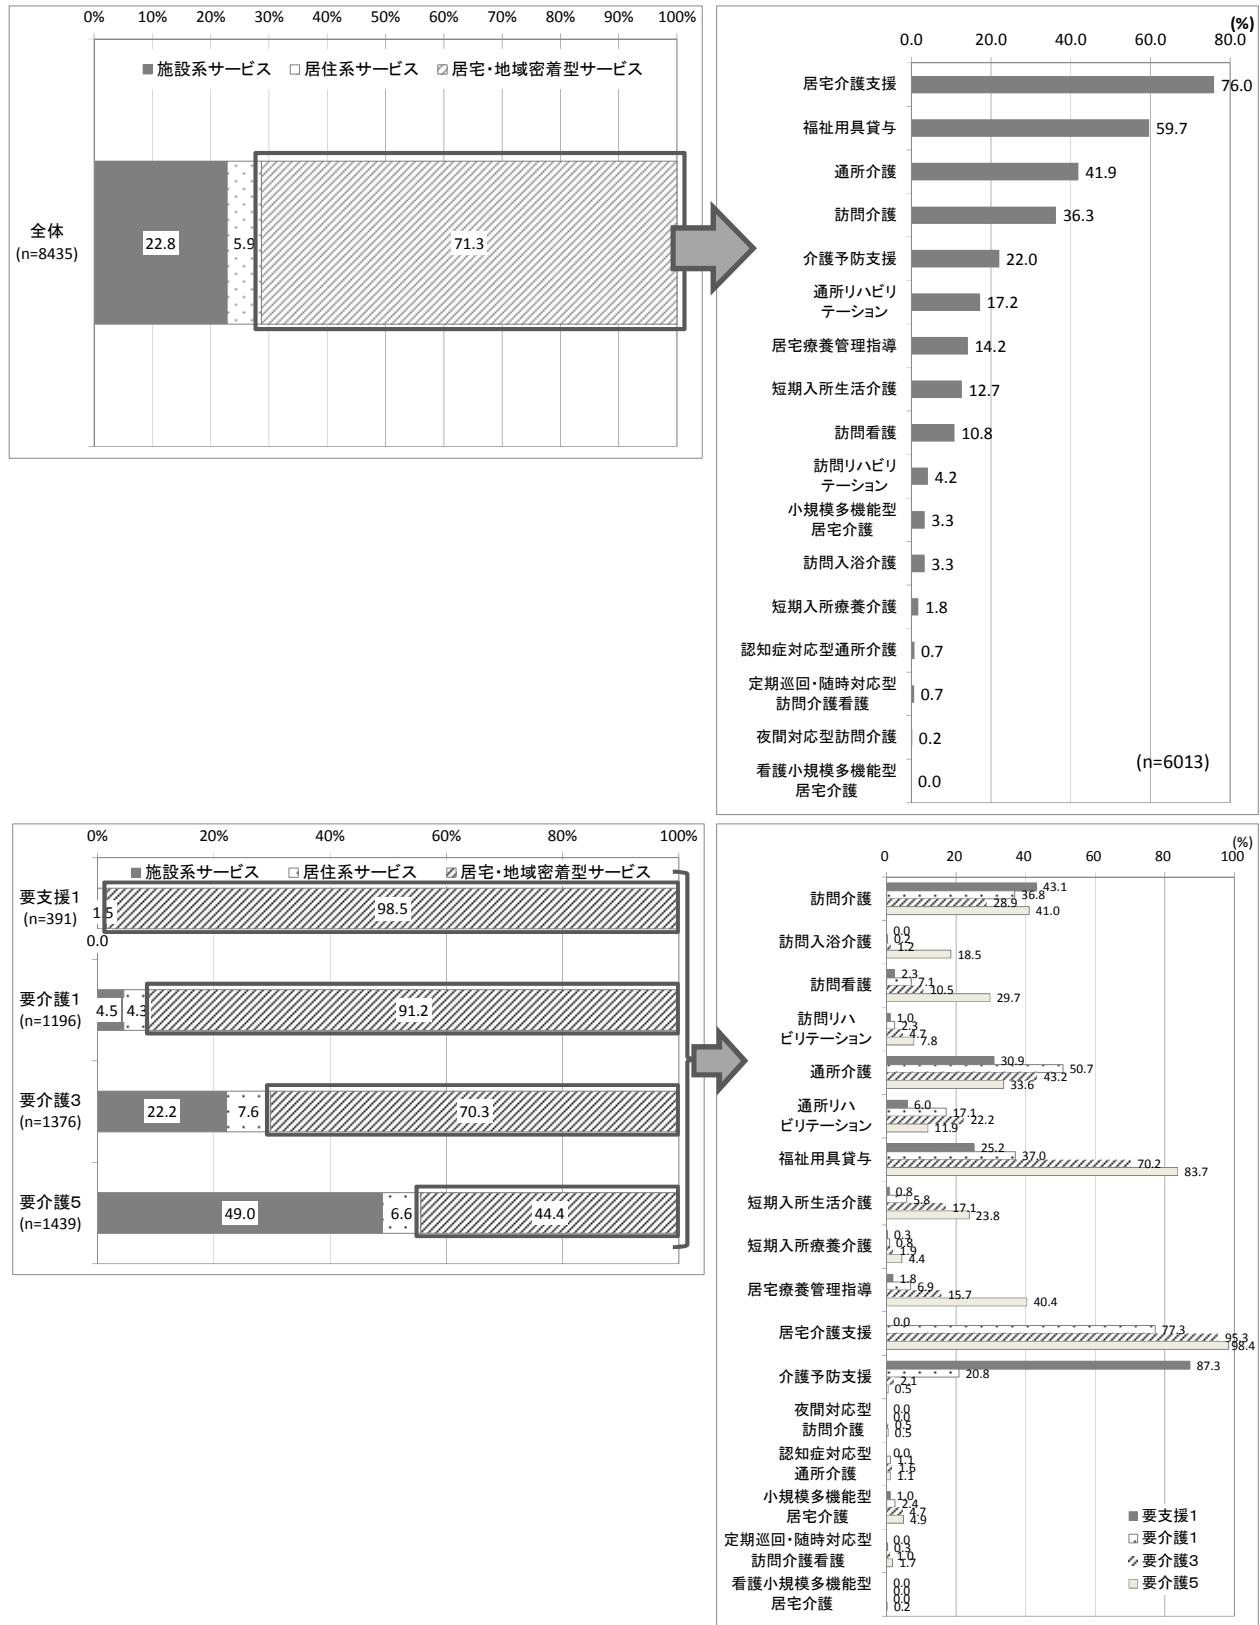 0% 10% 20% 30% 40% 50% 60% 70% 80% 90% 100%
■施設系サービス □居住系サービス 居宅・地域密着型サービス
全体
(n=8435)
22.8 5.9 71.3
(%)
0.0 20.0 40.0 60.0 80.0
居宅介護支援 76.0
福祉用具貸与 59.7
通所介護 41.9
訪問介護 36.3
介護予防支援 22.0
通所リハビリ
テーション 17.2
居宅療養管理指導 14.2
短期入所生活介護 12.7
訪問看護 10.8
訪問リハビリ
テーション 4.2
小規模多機能型
居宅介護 3.3
訪問入浴介護 3.3
短期入所療養介護 1.8
認知症対応型通所介護 0.7
定期巡回・随時対応型
訪問介護看護 0.7
夜間対応型訪問介護 0.2
看護小規模多機能型
居宅介護 0.0
(n=6013)
0% 20% 40% 60% 80% 100%
■施設系サービス 居住系サービス 居宅・地域密着型サービス
要支援1
(n=391)
1.5 98.5
0.0
要介護1
(n=1196)
4.5 4.3 91.2
要介護3
(n=1376)
22.2 7.6 70.3
要介護5
(n=1439)
49.0 6.6 44.4
(%)
0 20 40 60 80 100
訪問介護
43.1
36.8
28.9
41.0
訪問入浴介護
0.0
0.2
1.2
18.5
訪問看護
2.3
7.1
10.5
29.7
訪問リハ
ビリテーション
1.0
2.3
4.7
7.8
通所介護
30.9
50.7
43.2
33.6
通所リハ
ビリテーション
6.0
17.1
22.2
11.9
福祉用具貸与
25.2
37.0
70.2
83.7
短期入所生活介護
0.8
5.8
17.1
23.8
短期入所療養介護
0.3
0.8
1.9
4.4
居宅療養管理指導
1.8
6.9
15.7
40.4
居宅介護支援
0.0
77.3
95.3
98.4
介護予防支援
87.3
20.8
2.1
0.5
夜間対応型
訪問介護
0.0
0.0
0.5
0.5
認知症対応型
通所介護
0.0
1.1
1.6
1.1
小規模多機能型
居宅介護
1.0
2.4
4.7
4.9
定期巡回・随時対応型
訪問介護看護
0.0
0.3
1.0
1.7
看護小規模多機能型
居宅介護
0.0
0.0
0.0
0.2
■要支援1
要介護1
要介護3
要介護5